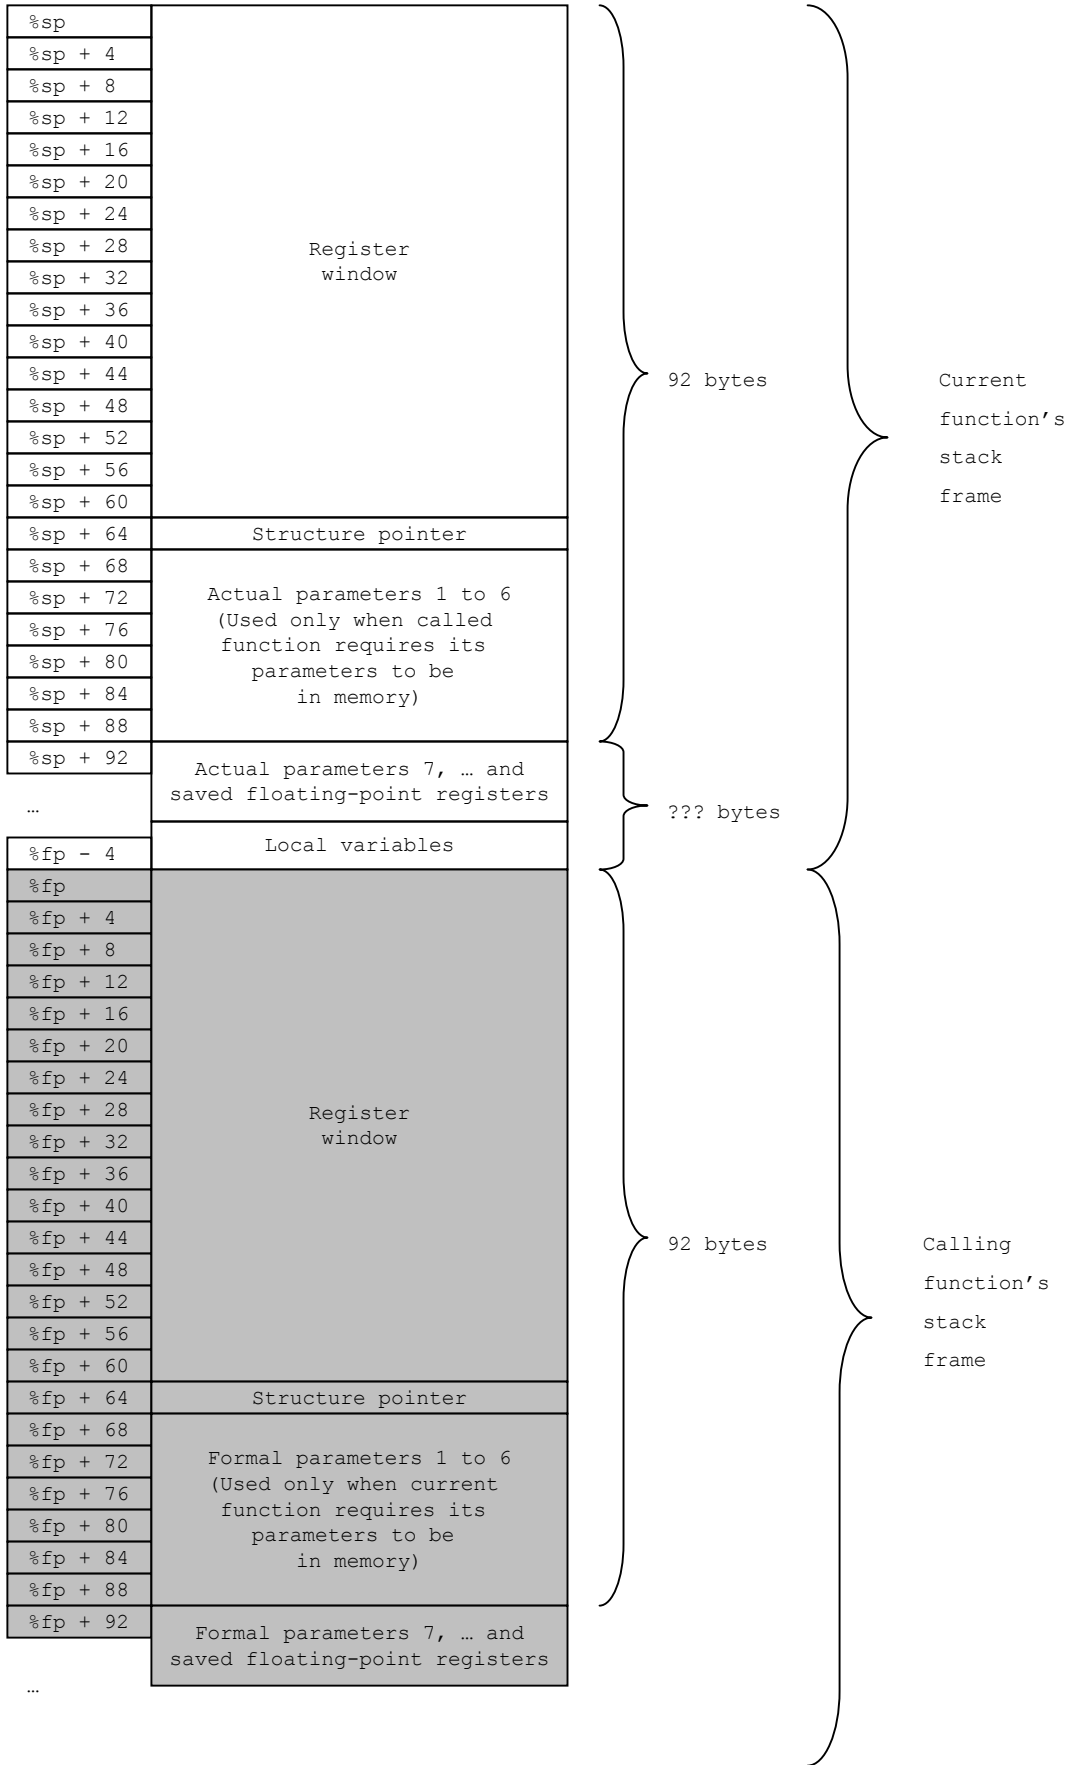 %sp
%sp + 4
%sp + 8
%sp + 12
%sp + 16
%sp + 20
%sp + 24
%sp + 28
%sp + 32
%sp + 36
%sp + 40
%sp + 44
%sp + 48
%sp + 52
%sp + 56
%sp + 60
%sp + 64
%sp + 68
%sp + 72
%sp + 76
%sp + 80
%sp + 84
%sp + 88
%sp + 92
…
%fp - 4
%fp
%fp + 4
%fp + 8
%fp + 12
%fp + 16
%fp + 20
%fp + 24
%fp + 28
%fp + 32
%fp + 36
%fp + 40
%fp + 44
%fp + 48
%fp + 52
%fp + 56
%fp + 60
%fp + 64
%fp + 68
%fp + 72
%fp + 76
%fp + 80
%fp + 84
%fp + 88
%fp + 92
…
Register
window
Structure pointer
Actual parameters 1 to 6
(Used only when called
function requires its
parameters to be
in memory)
Actual parameters 7, … and
saved floating-point registers
Local variables
Register
window
Structure pointer
Formal parameters 1 to 6
(Used only when current
function requires its
parameters to be
in memory)
Formal parameters 7, … and
saved floating-point registers
92 bytes
??? bytes
92 bytes
Current
function’s
stack
frame
Calling
function’s
stack
frame